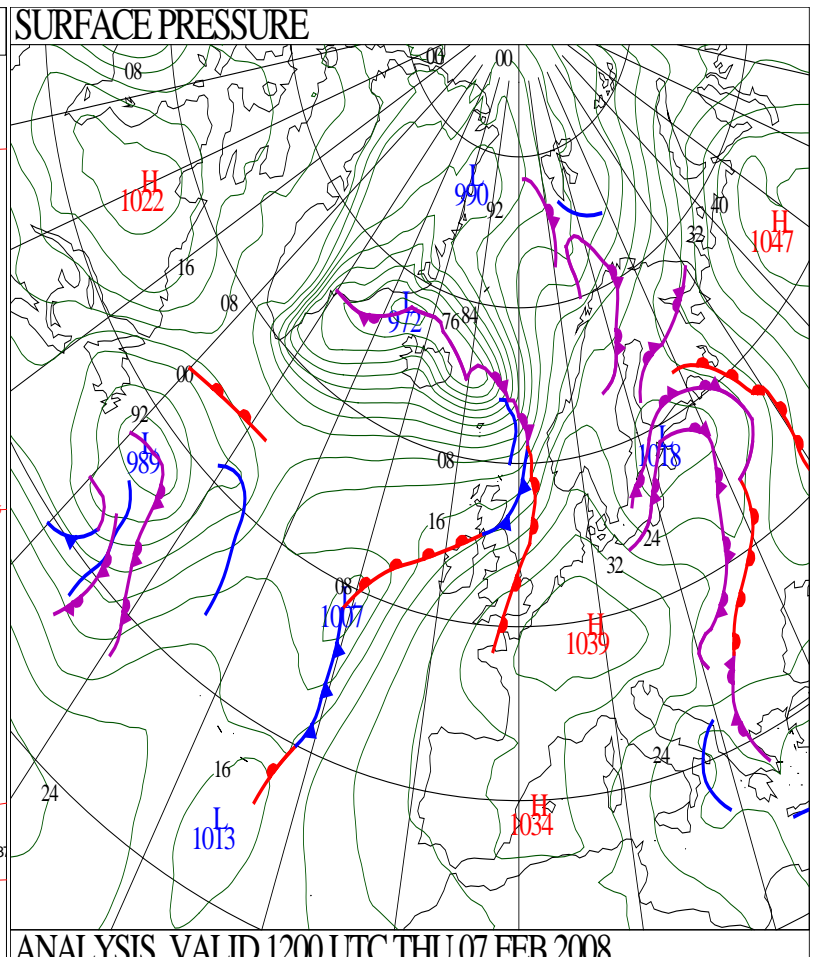 SURFACE PRESSURE
00 00
08
L
990
H
1022
92
40
H
1047
32
16
08
L
972
76 84
00
92
L
989
L
1018
08
16
24
32
08
L
1007
H
1039
24
16
24
L
1013
H
1034
ANALYSIS VALID 1200 UTC THU 07 FEB 2008